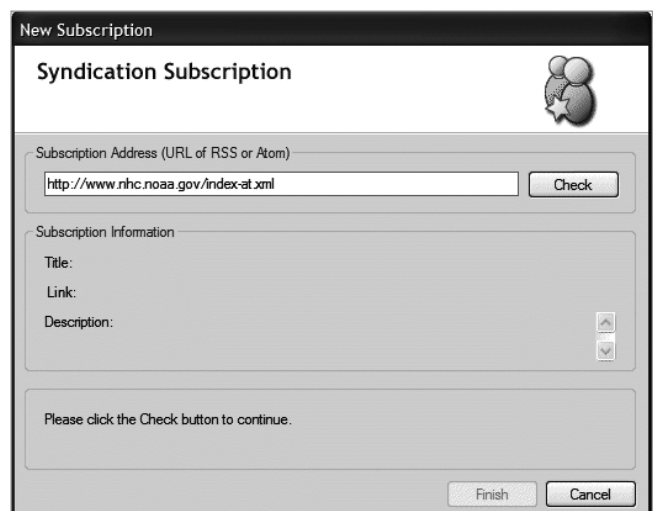 New Subscription
Syndication Subscription
Subscription Address (URL of RSS or Atom)
http://www.nhc.noaa.gov/index-at.xml
Check
Subscription Information
Title:
Link:
Description:
Please click the Check button to continue.
Finish
Cancel